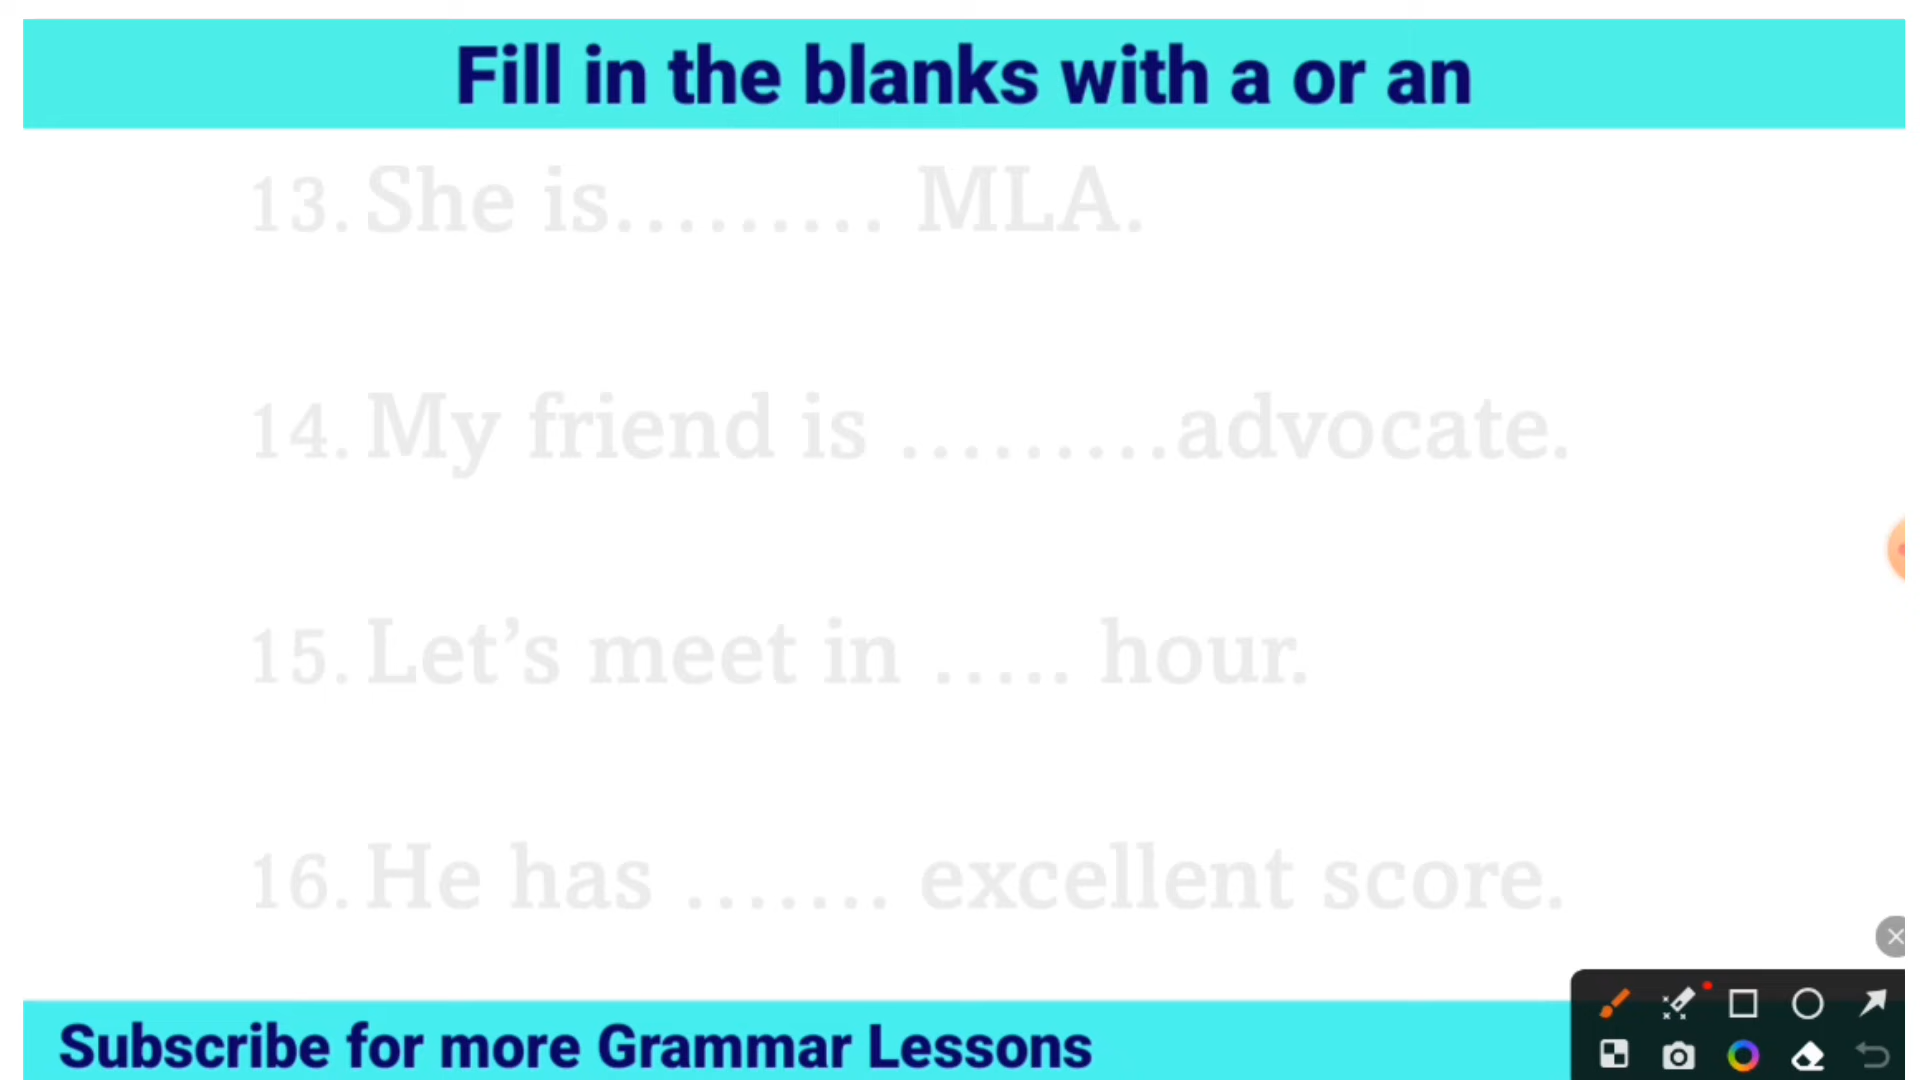 Fill in the blanks with a or an
13. She is......... MLA.
14. My friend is .........advocate.
15. Let’s meet in ..... hour.
16. He has ....... excellent score.
Subscribe for more Grammar Lessons